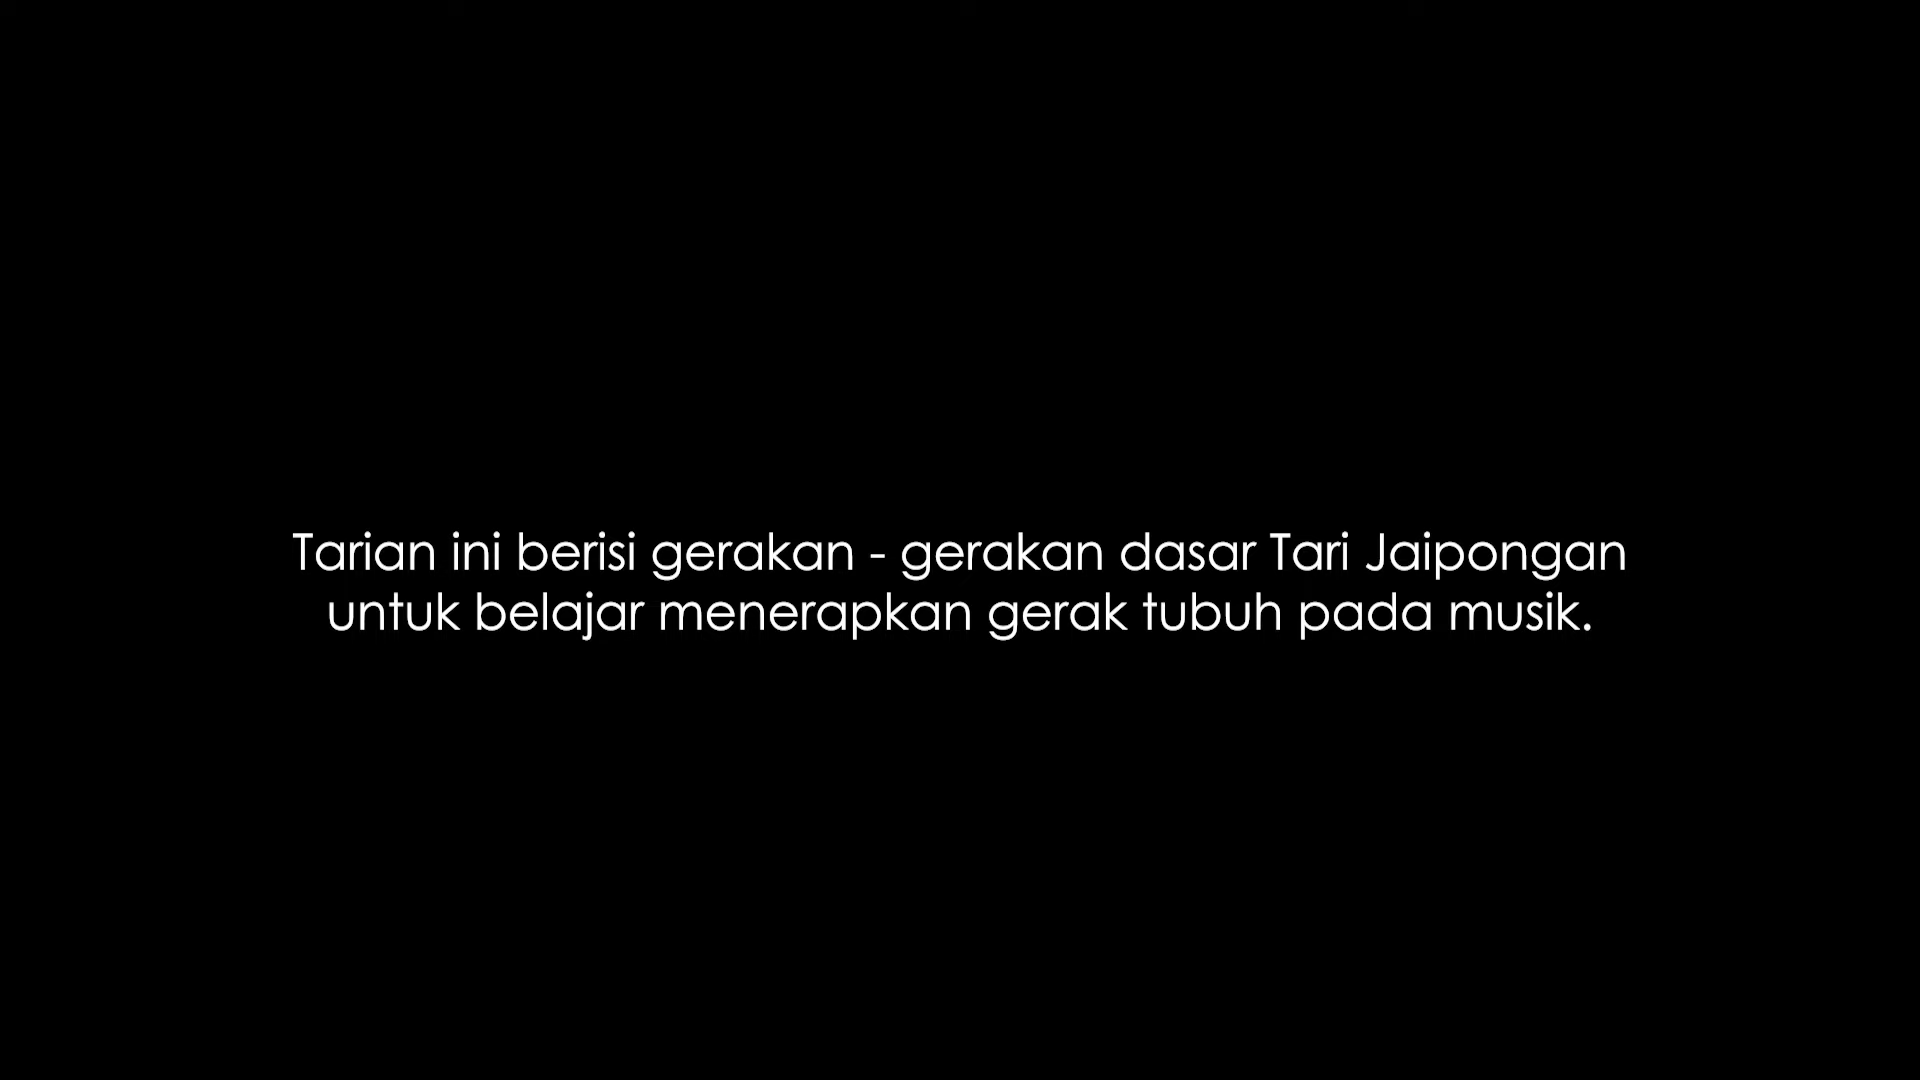 Tarian ini berisi gerakan - gerakan dasar Tari Jaipongan
untuk belajar menerapkan gerak tubuh pada musik.